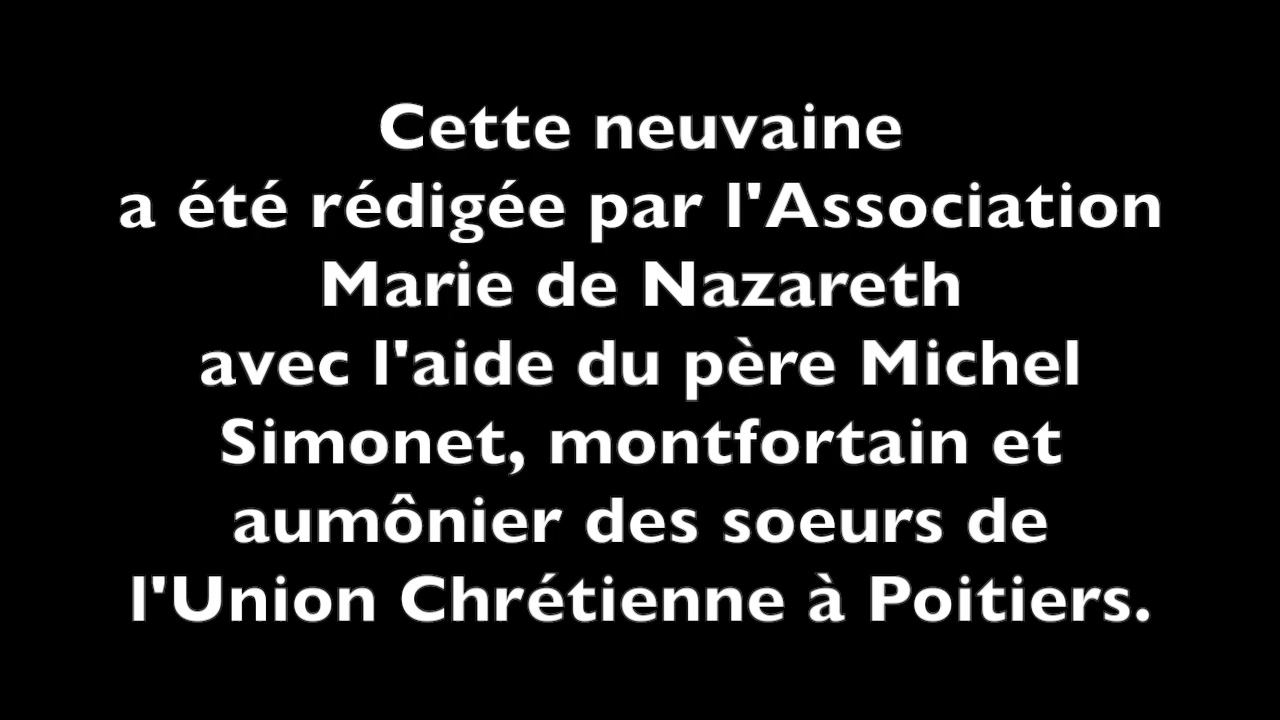 Cette neuvaine
a été rédigée par l'Association
Marie de Nazareth
avec l'aide du père Michel
Simonet, montfortain et
aumônier des soeurs de
l'Union Chrétienne à Poitiers.